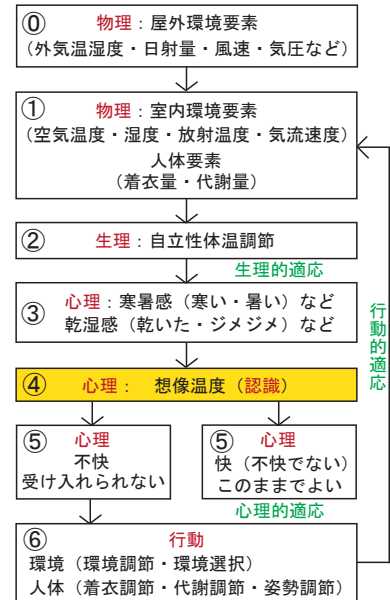 ⓪ 物理：屋外環境要素
（外気温湿度・日射量・風速・気圧など）
① 物理：室内環境要素
（空気温度・湿度・放射温度・気流速度）
人体要素
（着衣量・代謝量）
② 生理：自立性体温調節
生理的適応
③ 心理：寒暑感（寒い・暑い）など
乾湿感（乾いた・ジメジメ）など
行動的適応
④ 心理： 想像温度（認識）
⑤ 心理
不快
受け入れられない
⑤ 心理
快（不快でない）
このままでよい
心理的適応
⑥ 行動
環境（環境調節・環境選択）
人体（着衣調節・代謝調節・姿勢調節）